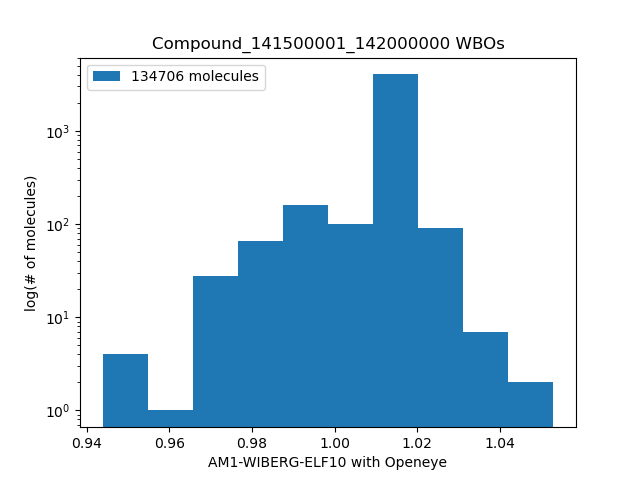 Compound_141500001_142000000 WBOs
134706 molecules
log(# of molecules)
10³
10²
10¹
10⁰
0.94 0.96 0.98 1.00 1.02 1.04
AM1-WIBERG-ELF10 with Openeye